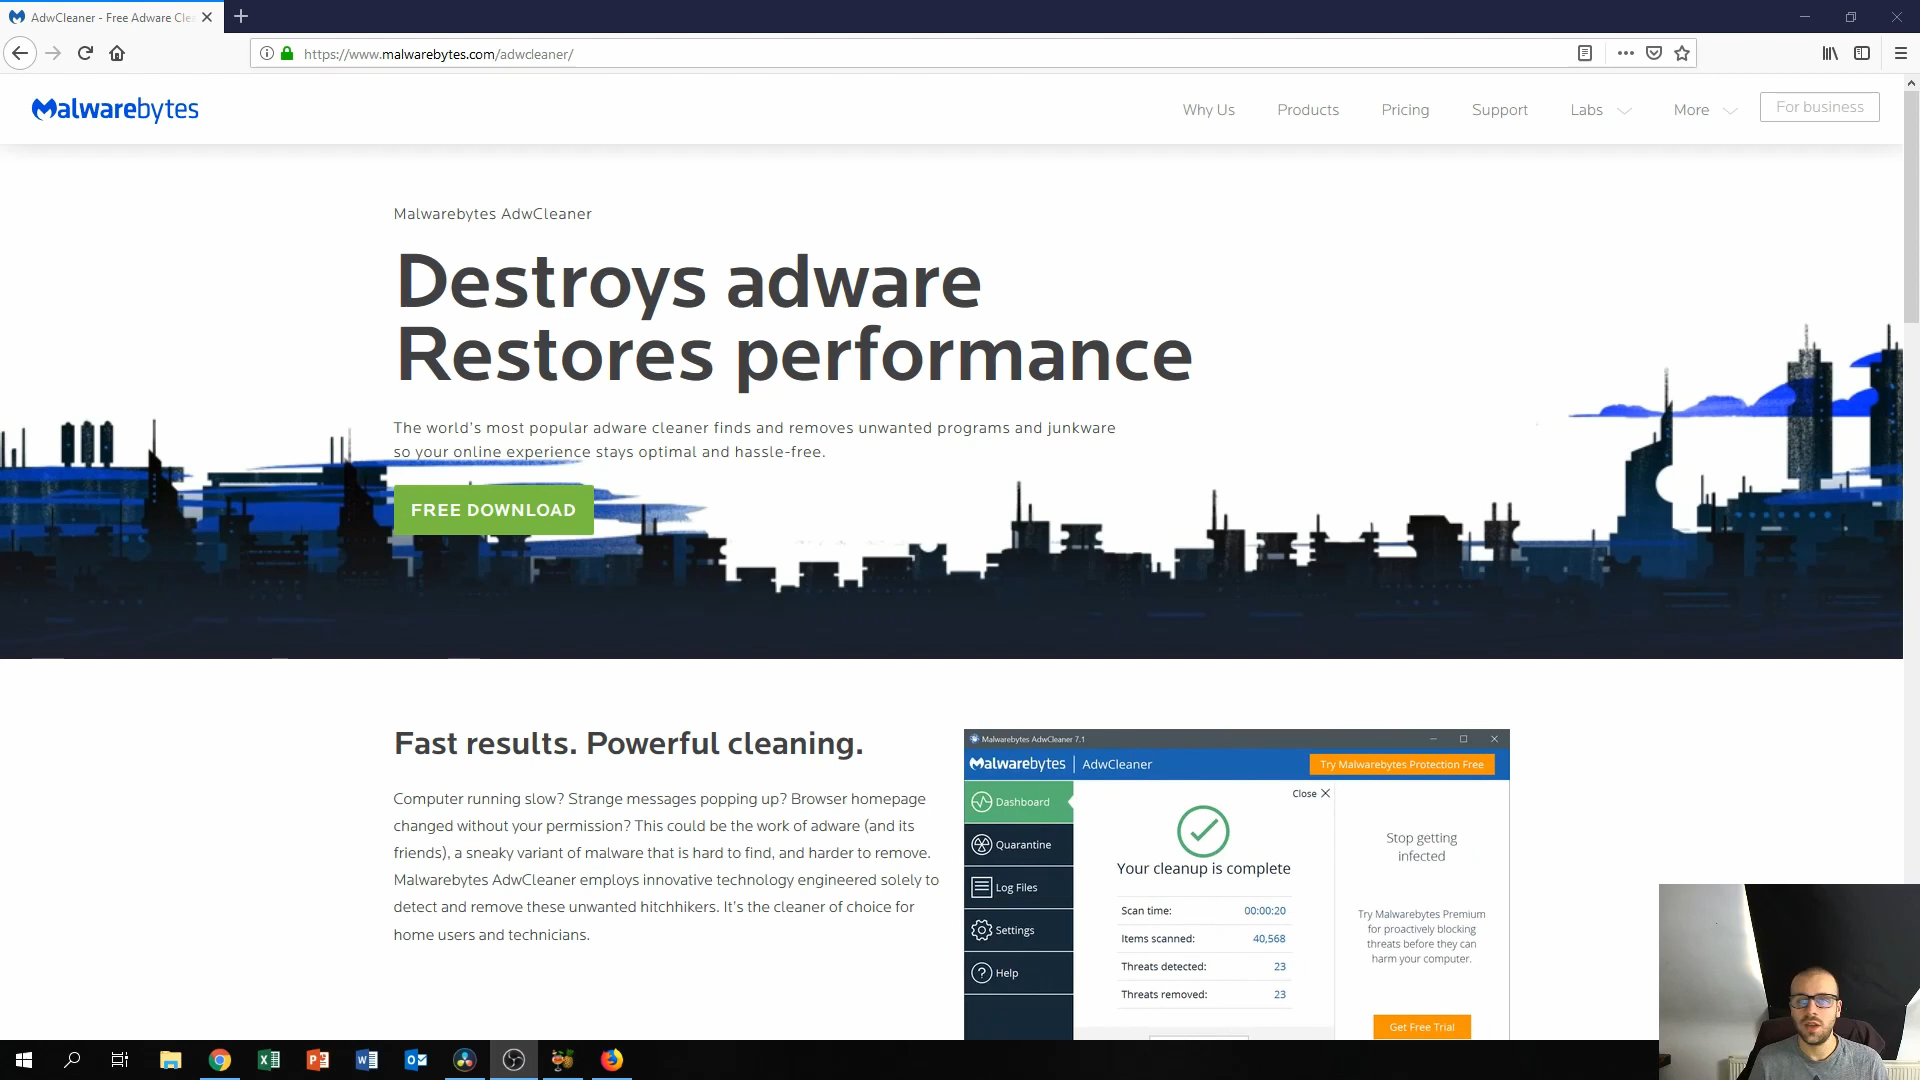 AdwCleaner - Free Adware Cle
https://www.malwarebytes.com/adwcleaner/
Malwarebytes
Why Us
Products
Pricing
Support
Labs
More
For business
Malwarebytes AdwCleaner
Destroys adware
Restores performance
The world's most popular adware cleaner finds and removes unwanted programs and junkware
so your online experience stays optimal and hassle-free.
FREE DOWNLOAD
Fast results. Powerful cleaning.
Computer running slow? Strange messages popping up? Browser homepage
changed without your permission? This could be the work of adware (and its
friends), a sneaky variant of malware that is hard to find, and harder to remove.
Malwarebytes AdwCleaner employs innovative technology engineered solely to
detect and remove these unwanted hitchhikers. It's the cleaner of choice for
home users and technicians.
Malwarebytes AdwCleaner 7.1
Malwarebytes AdwCleaner
Try Malwarebytes Protection Free
Dashboard
Quarantine
Log Files
Settings
Help
Close
Your cleanup is complete
Scan time: 00:00:20
Items scanned: 40,568
Threats detected: 23
Threats removed: 23
Stop getting
infected
Try Malwarebytes Premium
for proactively blocking
threats before they can
harm your computer.
Get Free Trial